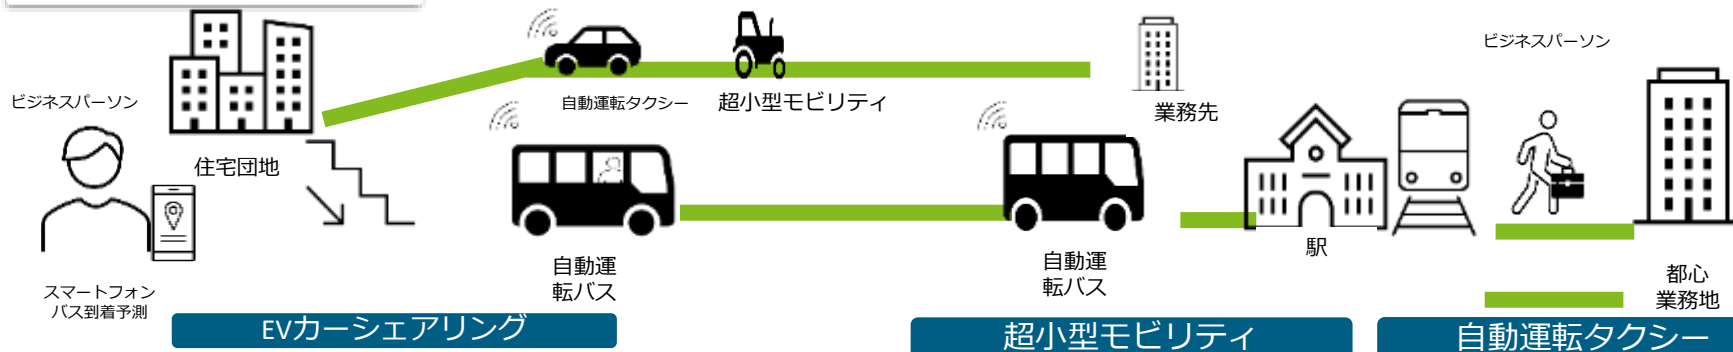 ビジネスパーソン
住宅団地
スマートフォン
バス到着予測
自動運転タクシー
超小型モビリティ
自動運
転バス
自動運
転バス
業務先
駅
ビジネスパーソン
都心
業務地
EVカーシェアリング
超小型モビリティ
自動運転タクシー